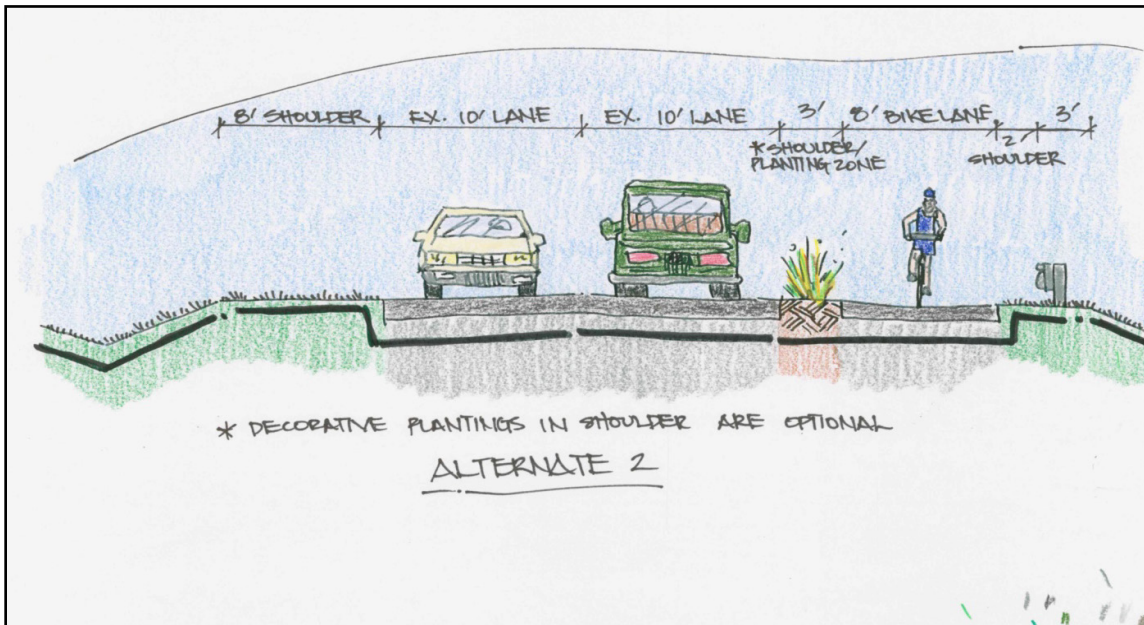 8' SHOULDER EX. 10' LANE EX. 10' LANE 3' 8' BIKE LANE 2' 3'
* SHOULDER/
PLANTING ZONE
SHOULDER
* DECORATIVE PLANTINGS IN SHOULDER ARE OPTIONAL
ALTERNATE 2